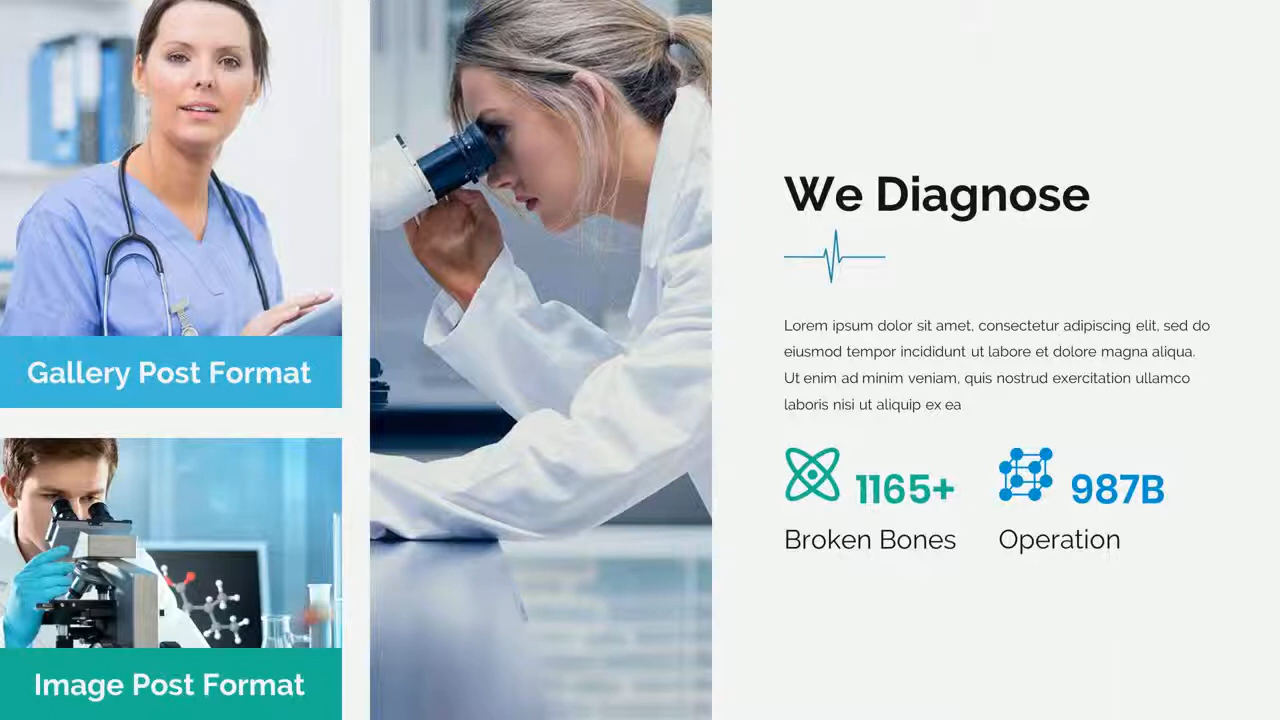 Gallery Post Format
Image Post Format
We Diagnose
Lorem ipsum dolor sit amet, consectetur adipiscing elit, sed do
eiusmod tempor incididunt ut labore et dolore magna aliqua.
Ut enim ad minim veniam, quis nostrud exercitation ullamco
laboris nisi ut aliquip ex ea
1165+
Broken Bones
987B
Operation